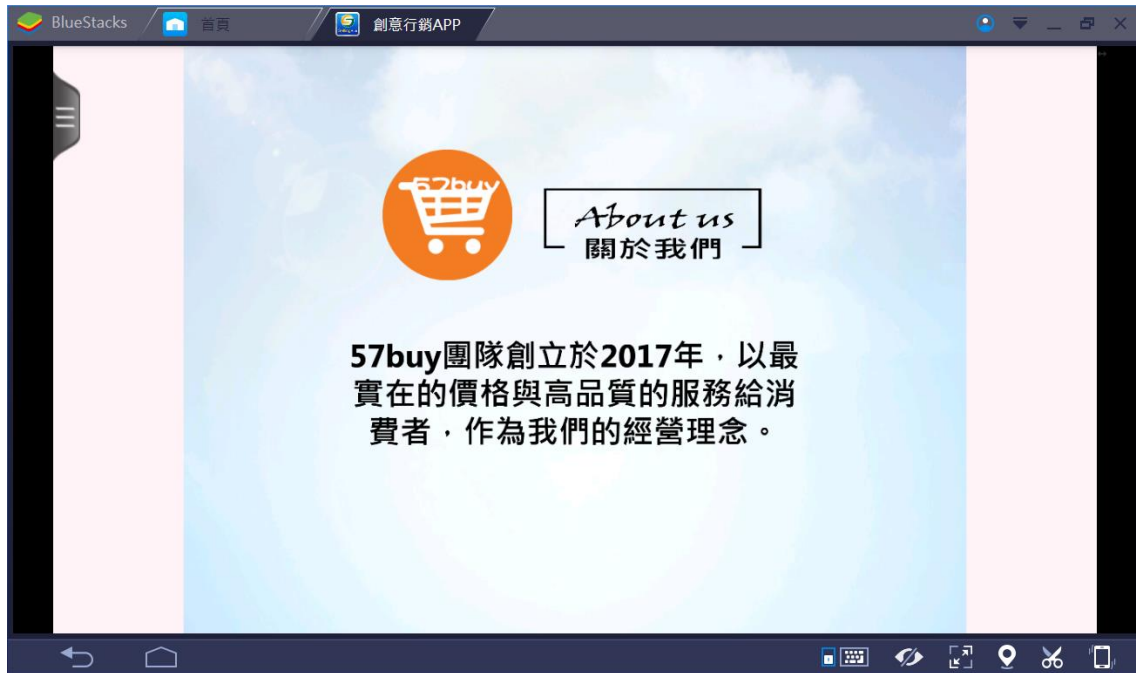 BlueStacks
首頁
創意行銷APP
57buy
About us
關於我們
57buy團隊創立於2017年，以最
實在的價格與高品質的服務給消
費者，作為我們的經營理念。